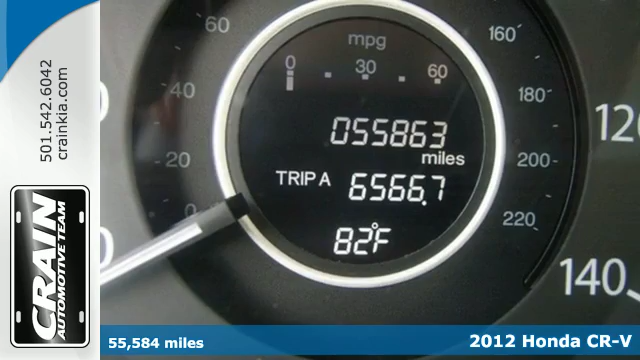 501.542.6042
crainkia.com
CRAIN
AUTOMOTIVE TEAM
mpg
0 30 60
055863
miles
TRIP A 6566.7
82°F
0
20
40
60
160
180
200
220
120
140
55,584 miles
2012 Honda CR-V